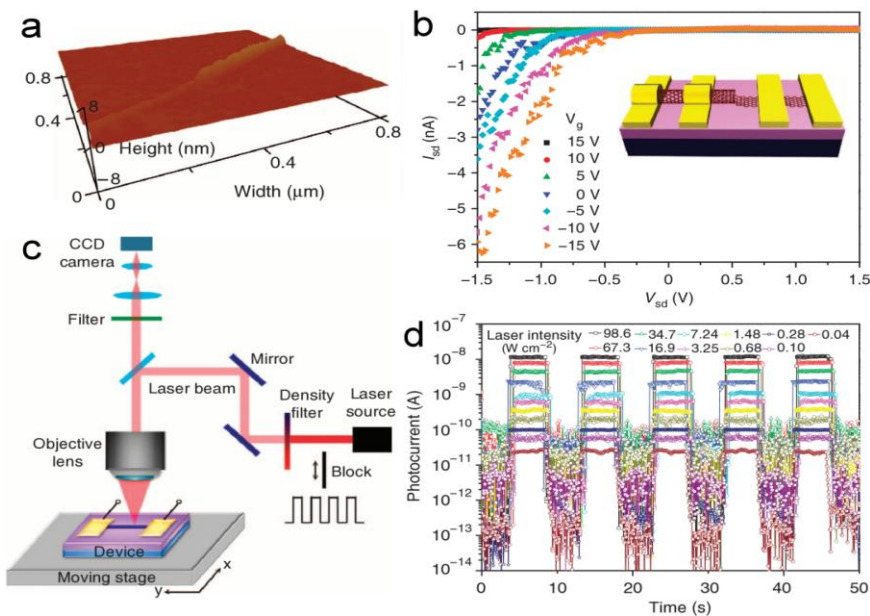 a
0.8
0.4
0
8
0
−8
Height (nm)
0
0.4
0.8
Width (μm)
b
0
−1
−2
−3
−4
−5
−6
I_sd (nA)
V_g
15 V
10 V
5 V
0 V
−5 V
−10 V
−15 V
−1.5 −1.0 −0.5 0 0.5 1.0 1.5
V_sd (V)
c
CCD
camera
Filter
Mirror
Laser beam
Density
filter
Laser
source
Objective
lens
Block
Device
Moving stage
x
y
d
Laser intensity
(W cm⁻²)
98.6 34.7 7.24 1.48 0.28 0.04
67.3 16.9 3.25 0.68 0.10
10⁻⁷
10⁻⁸
10⁻⁹
10⁻¹⁰
10⁻¹¹
10⁻¹²
10⁻¹³
10⁻¹⁴
Photocurrent (A)
0 10 20 30 40 50
Time (s)